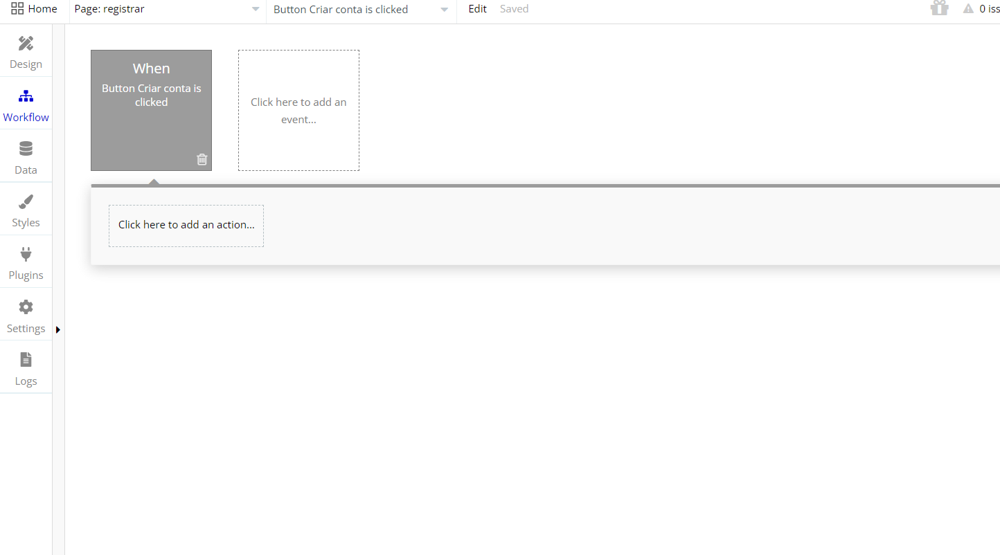 Home
Page: registrar
Button Criar conta is clicked
Edit
Saved
0 iss
Design
Workflow
Data
Styles
Plugins
Settings
Logs
When
Button Criar conta is
clicked
Click here to add an
event...
Click here to add an action...